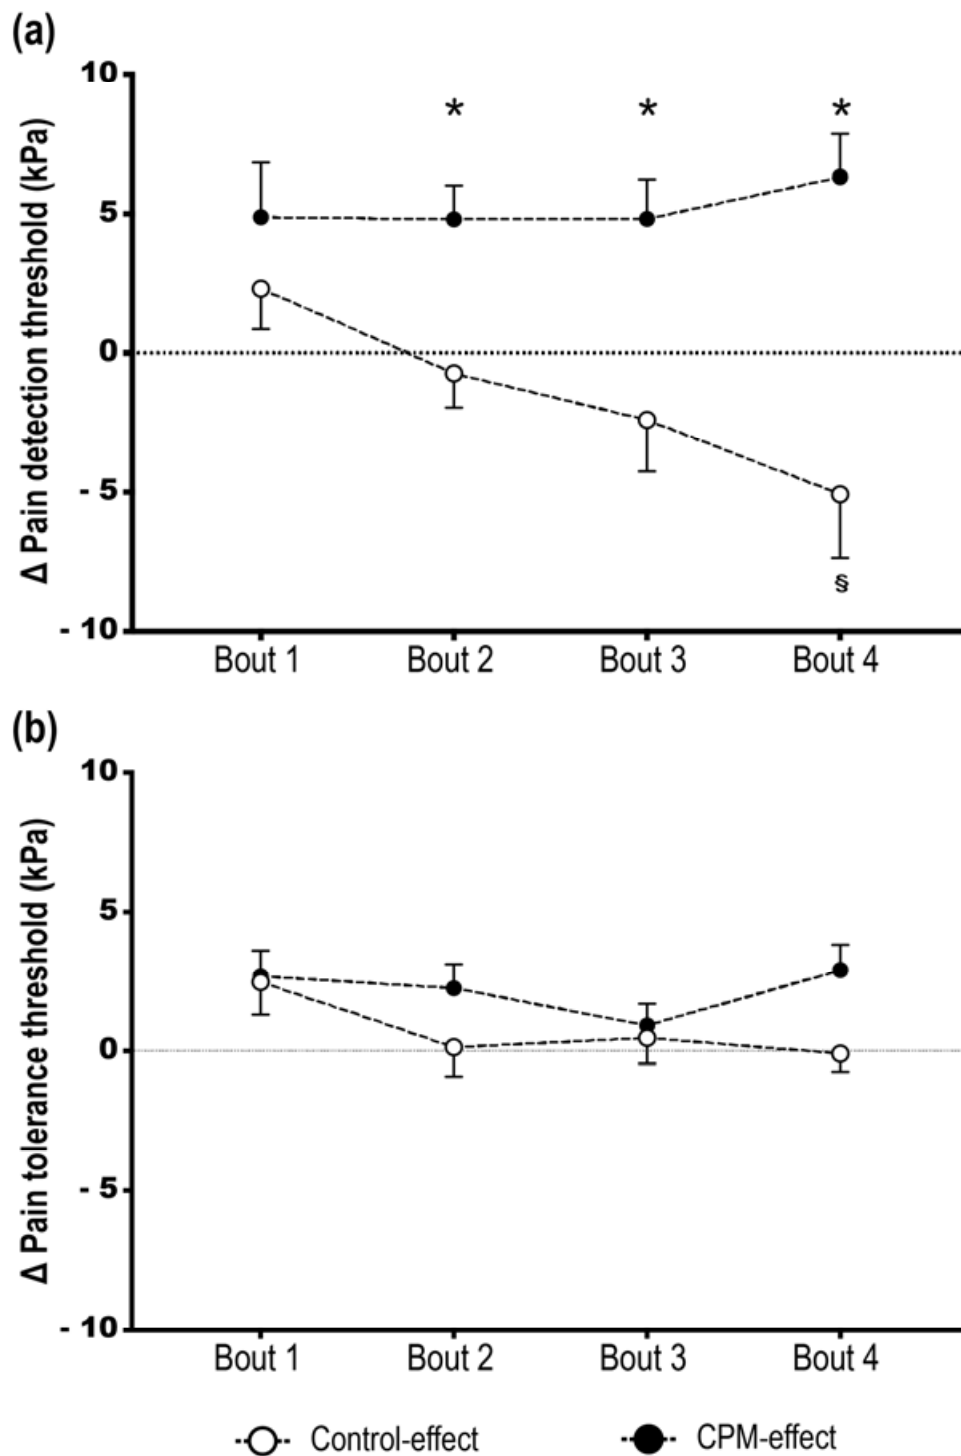 (a)
Δ Pain detection threshold (kPa)
10
* * *
5
0
- 5
§
- 10
Bout 1 Bout 2 Bout 3 Bout 4
(b)
Δ Pain tolerance threshold (kPa)
10
5
0
- 5
- 10
Bout 1 Bout 2 Bout 3 Bout 4
Control-effect CPM-effect